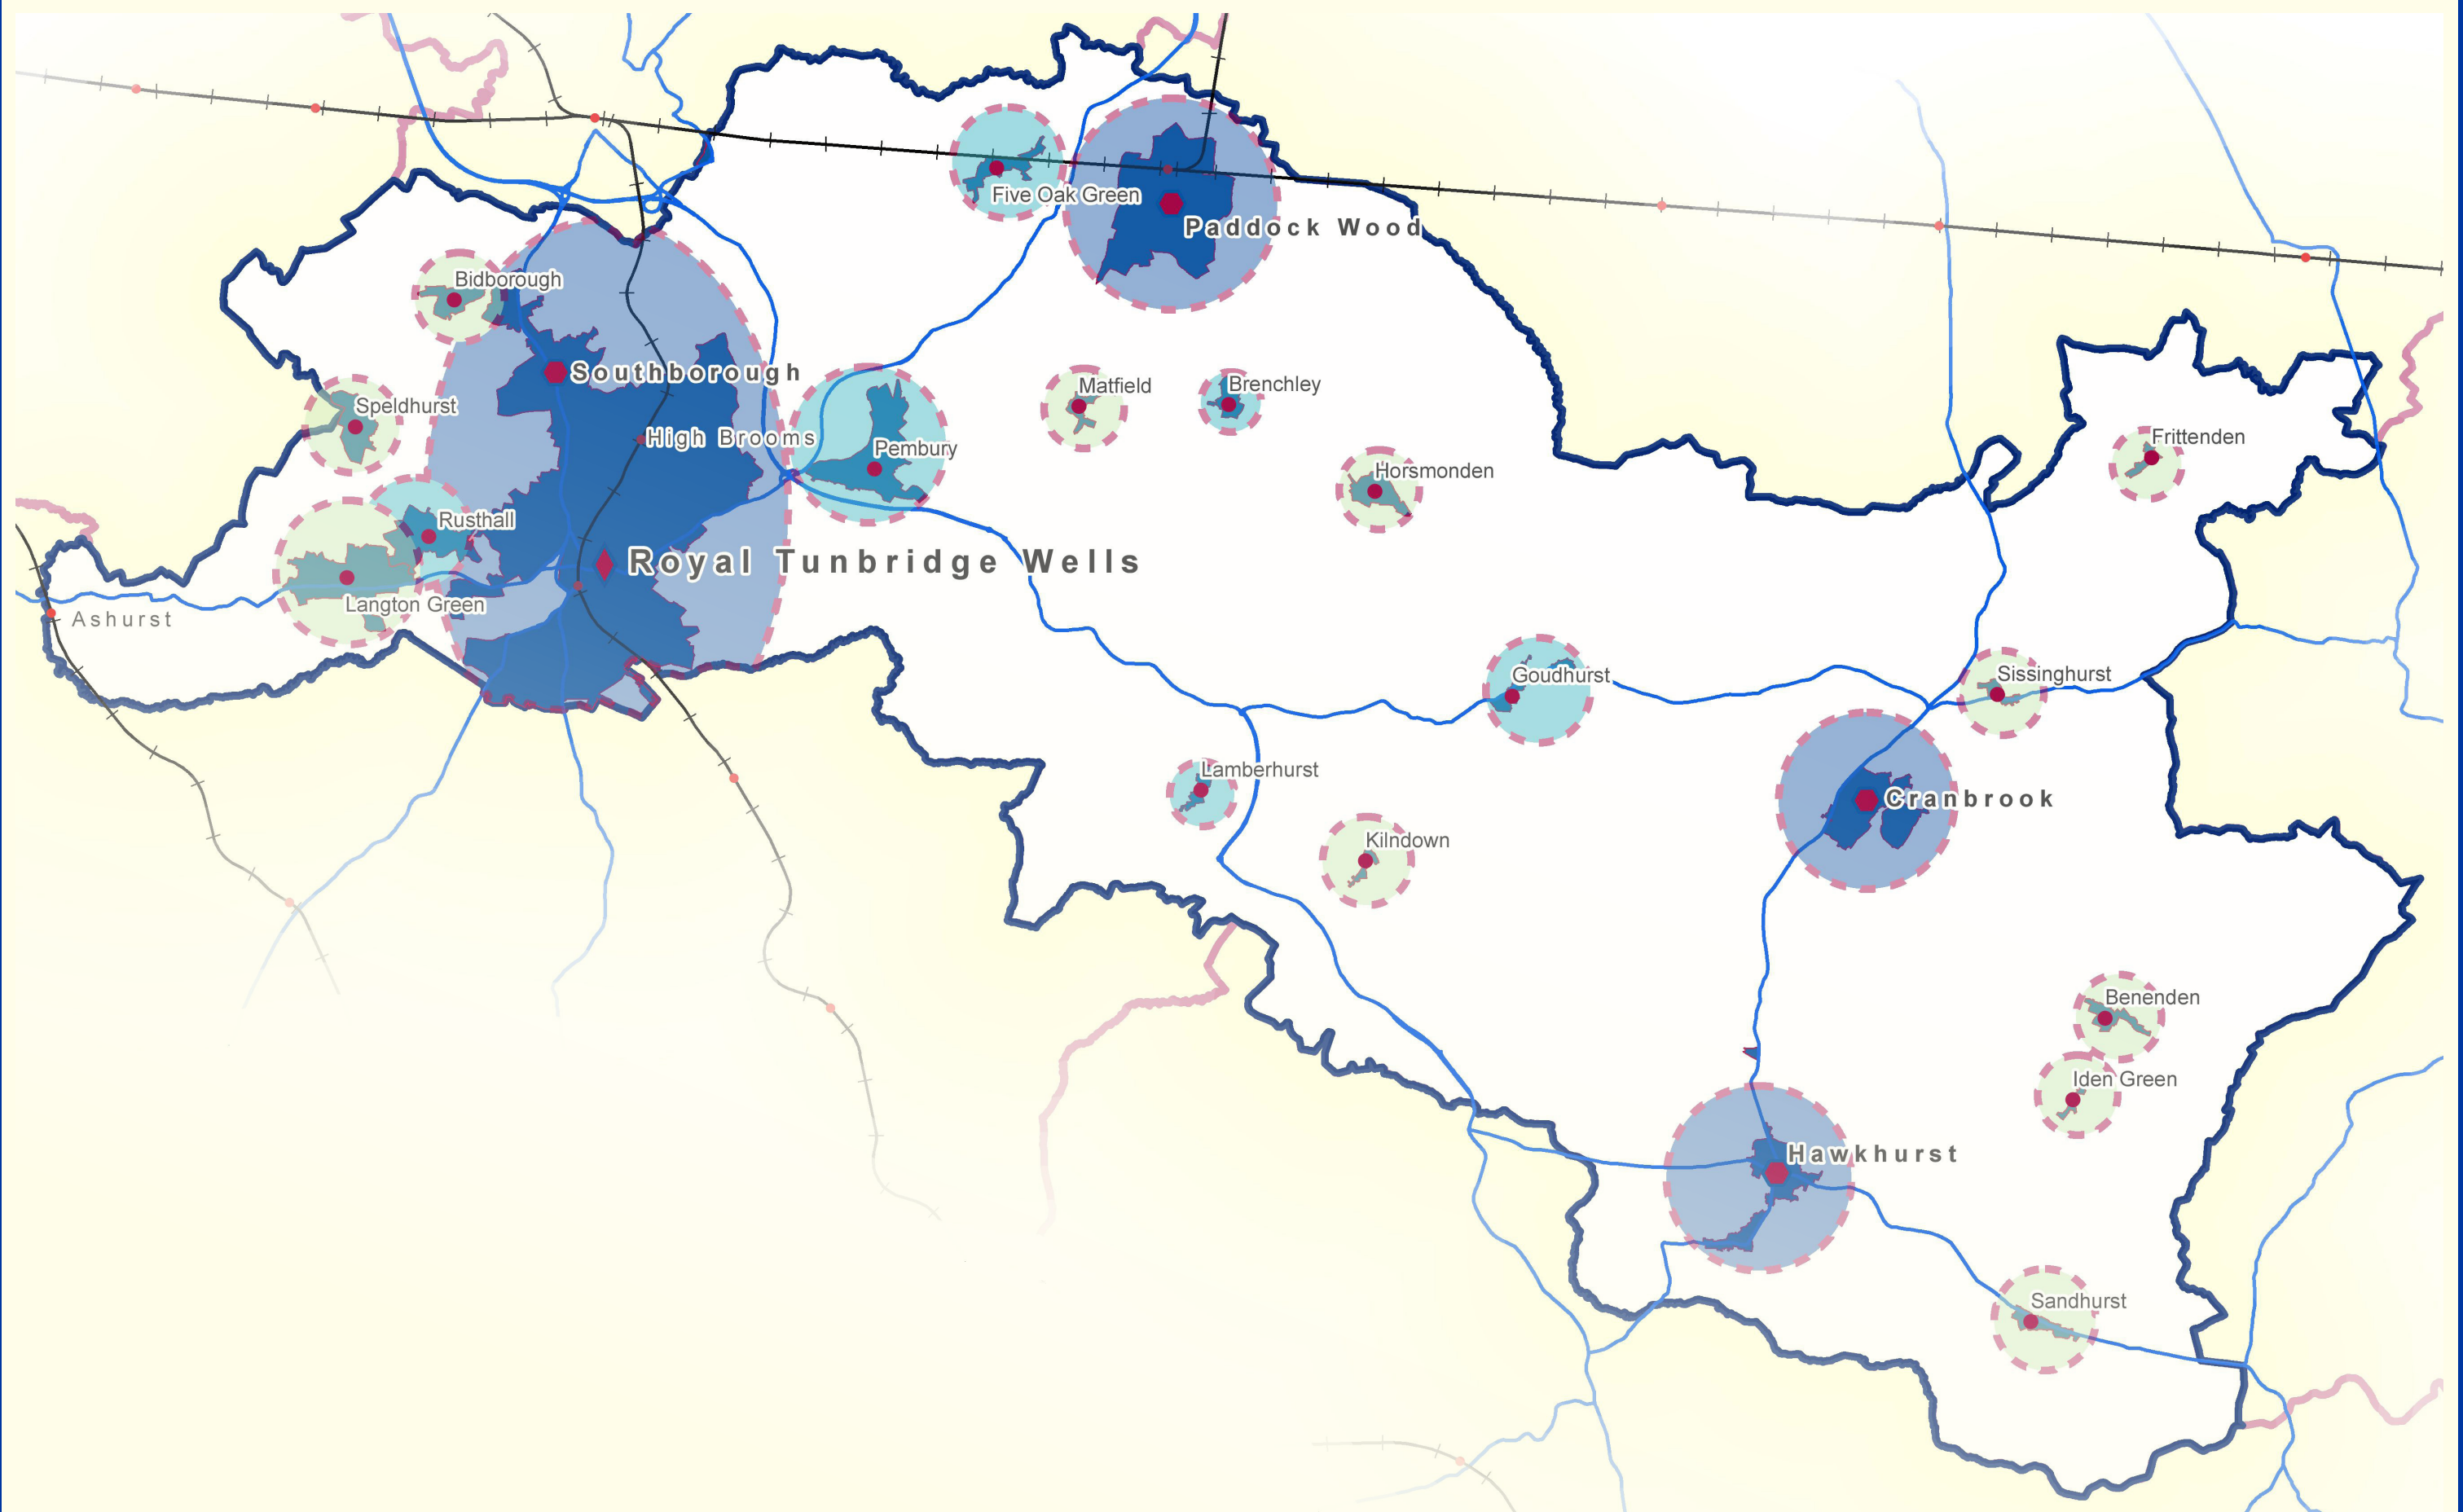 Five Oak Green
Paddock Wood
Bidborough
Southborough
Matfield
Brenchley
Speldhurst
High Brooms
Pembury
Frittenden
Horsmonden
Rusthall
Royal Tunbridge Wells
Langton Green
Ashurst
Goudhurst
Sissinghurst
Lamberhurst
Cranbrook
Kilndown
Benenden
Iden Green
Hawkhurst
Sandhurst